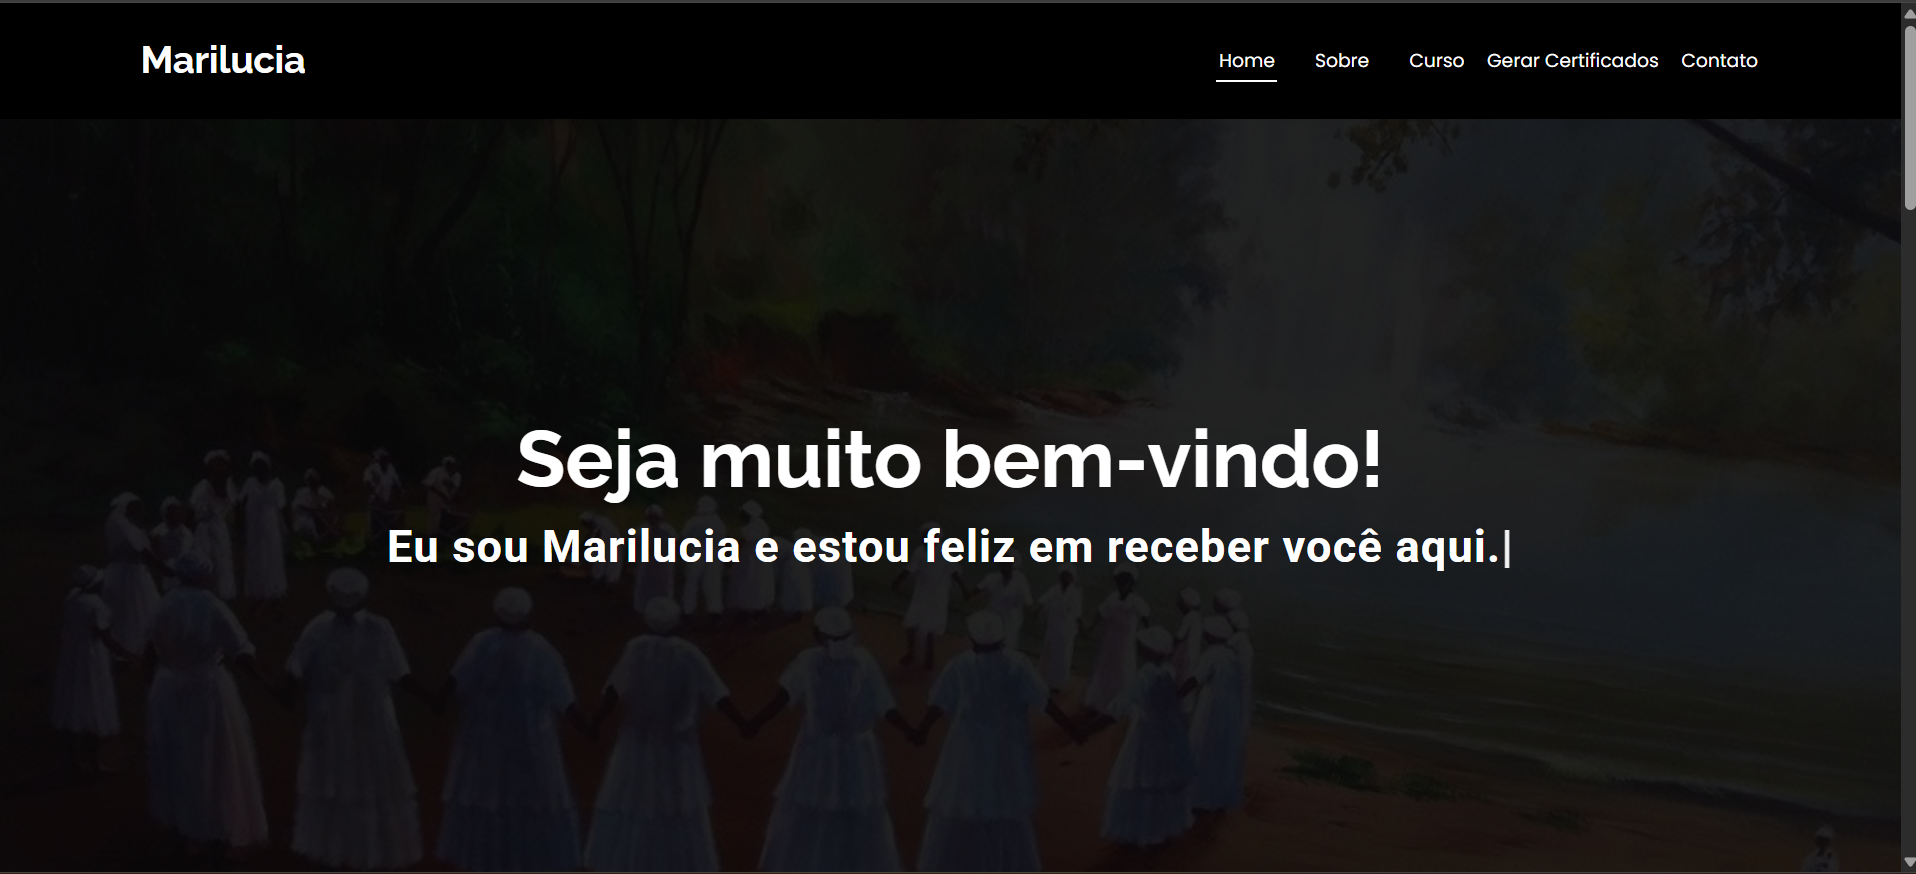 Marilucia
Home Sobre Curso Gerar Certificados Contato
Seja muito bem-vindo!
Eu sou Marilucia e estou feliz em receber você aqui.|